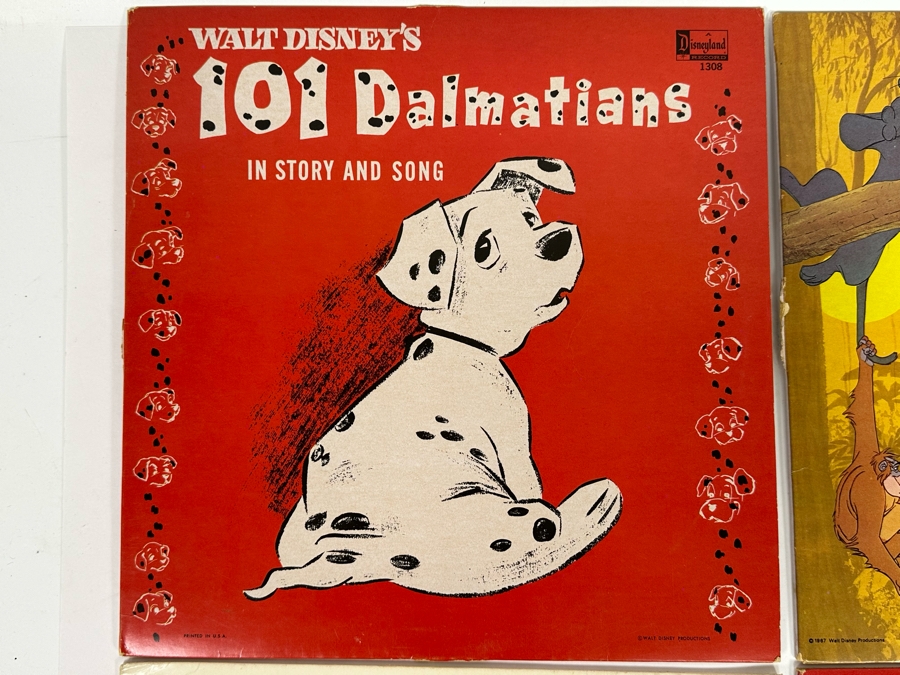 WALT DISNEY'S
Disneyland
RECORD
1308
101 Dalmatians
IN STORY AND SONG
PRINTED IN U.S.A.
©WALT DISNEY PRODUCTIONS
©1967 Walt Disney Productions